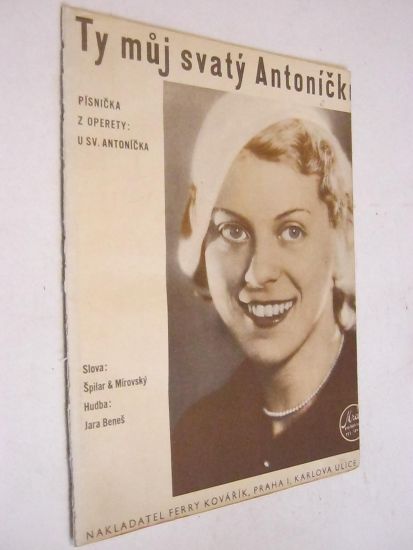 Ty můj svatý Antoníčk
PÍSNIČKA
Z OPERETY:
U SV. ANTONÍČKA
Slova:
Špilar & Mírovský
Hudba:
Jara Beneš
NAKLADATEL FERRY KOVÁŘÍK, PRAHA I, KARLOVA ULICE